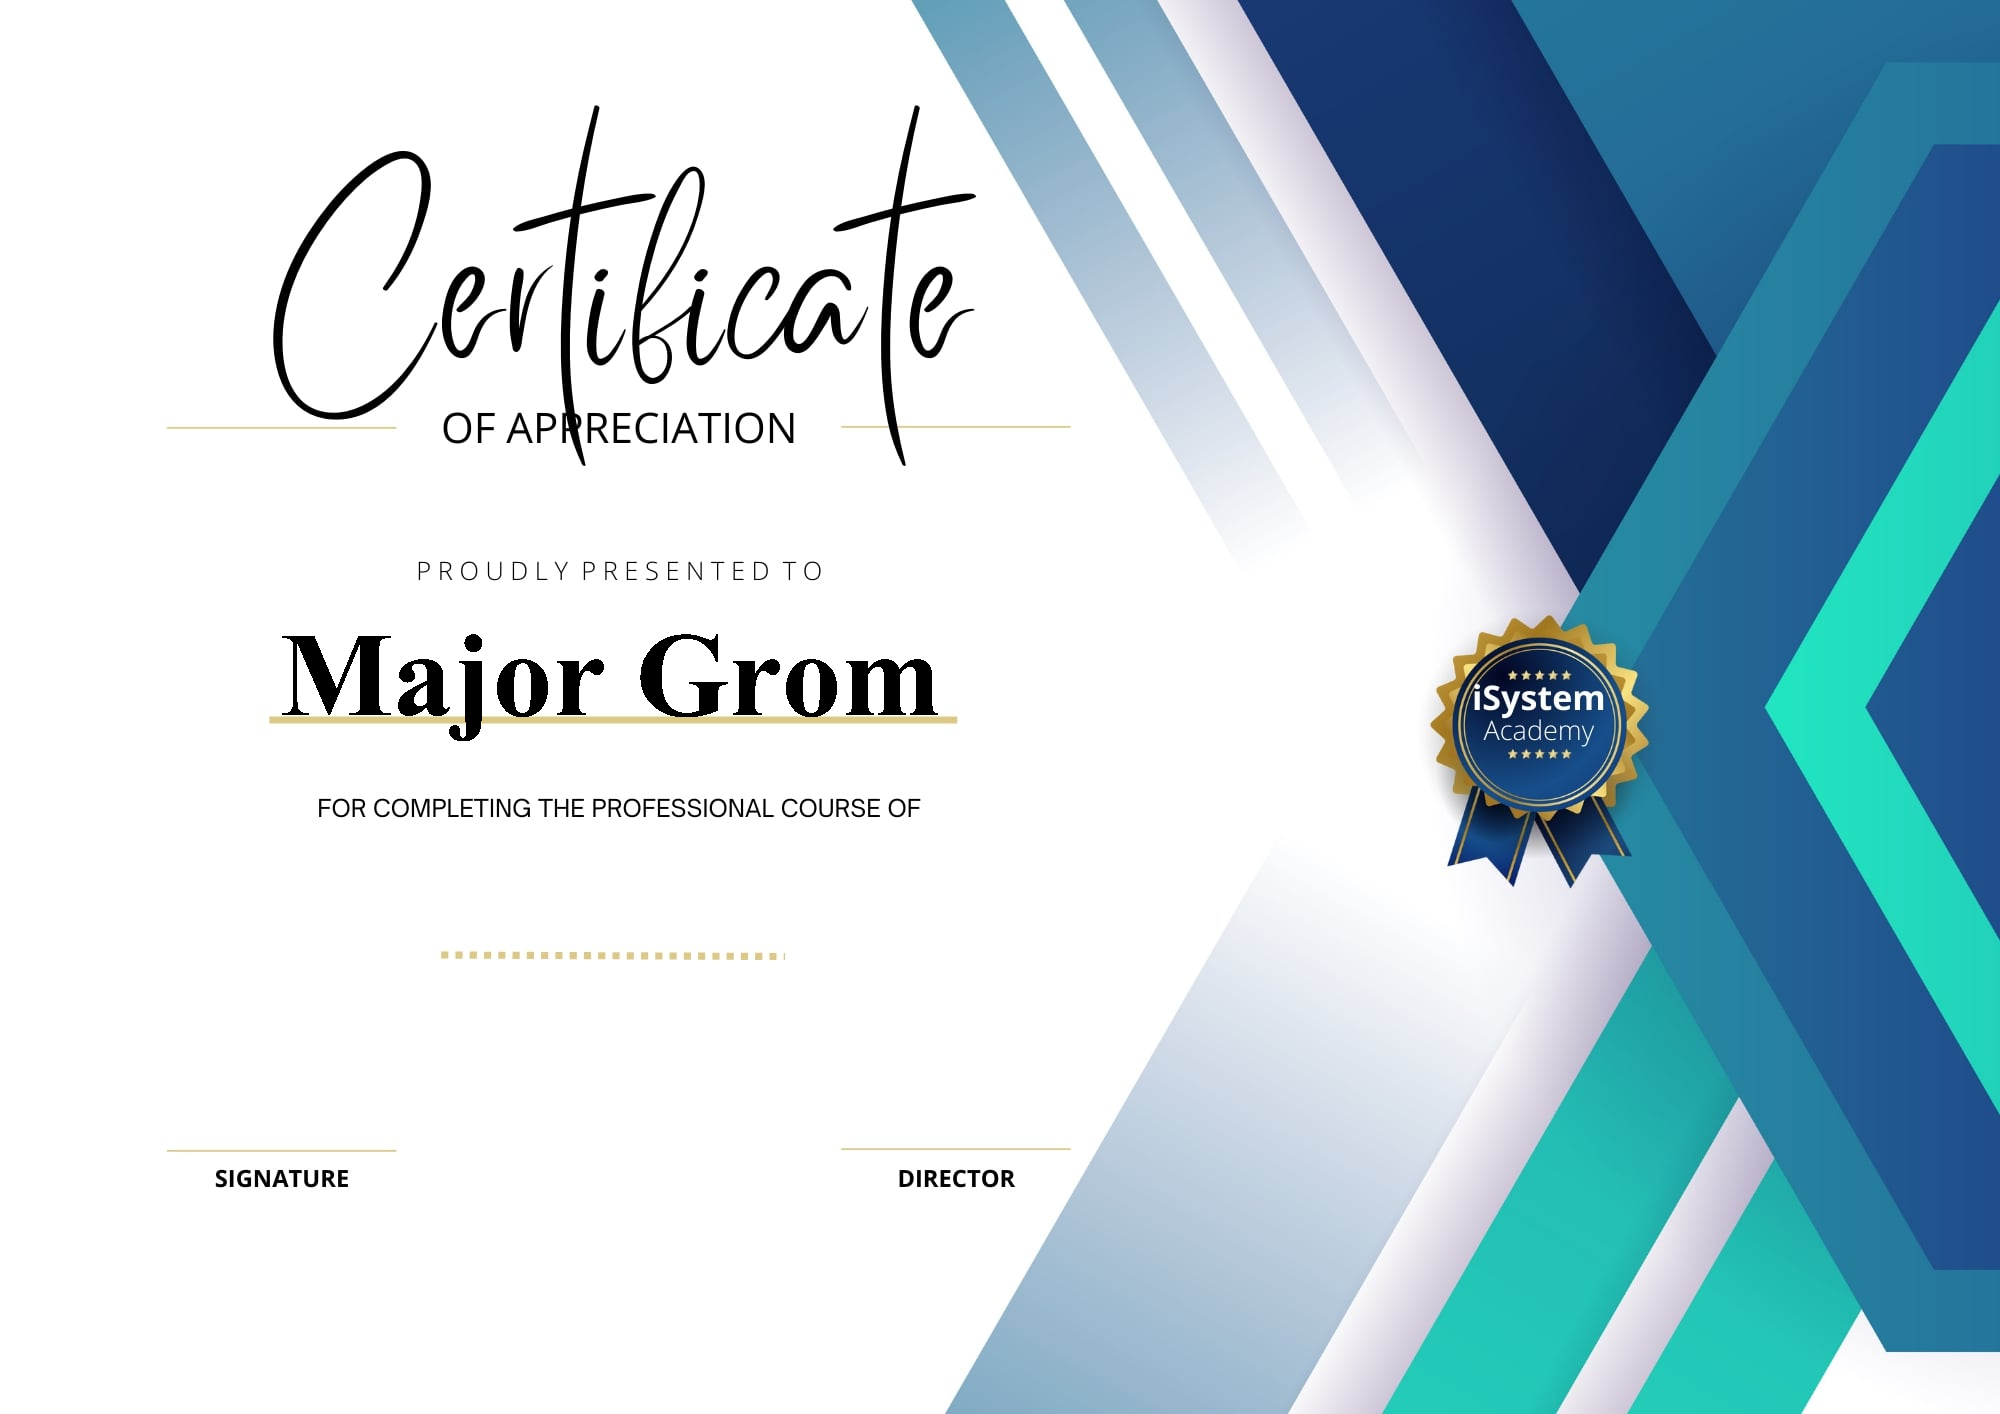 Certificate
OF APPRECIATION
PROUDLY PRESENTED TO
Major Grom
FOR COMPLETING THE PROFESSIONAL COURSE OF
iSystem
Academy
SIGNATURE
DIRECTOR